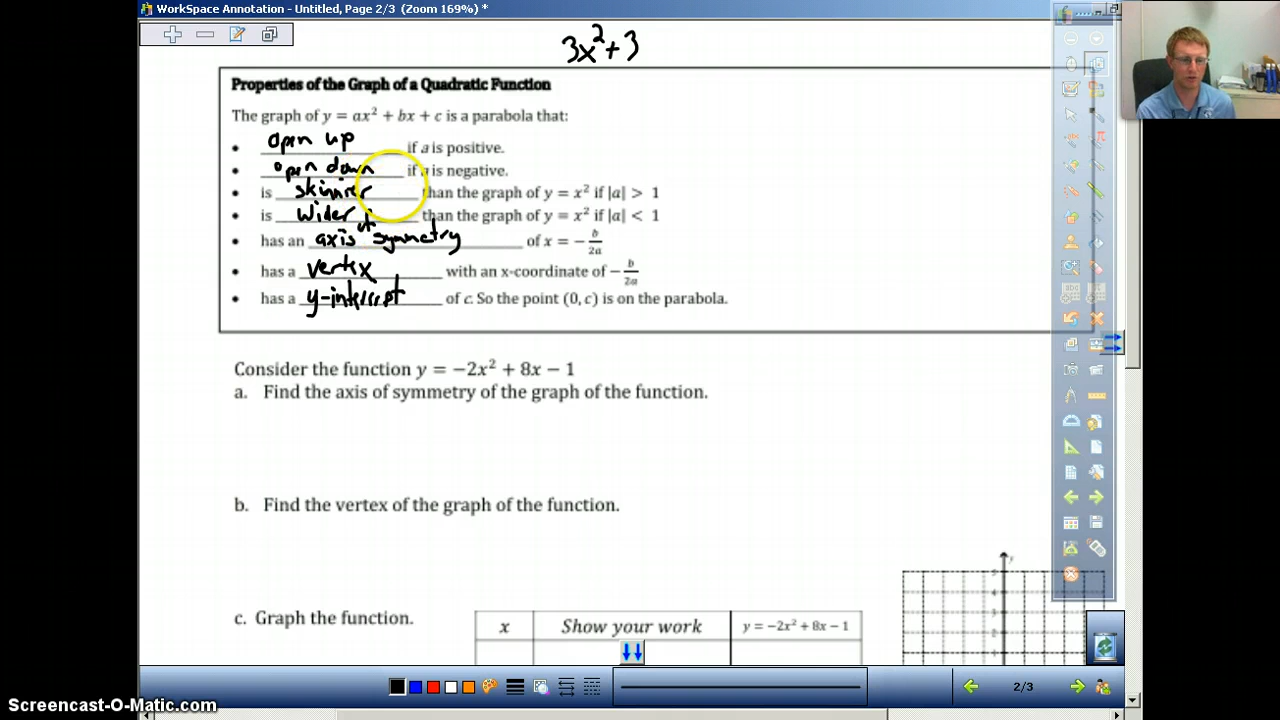 WorkSpace Annotation - Untitled, Page 2/3 (Zoom 169%) *
3x²+3
Properties of the Graph of a Quadratic Function
The graph of y = ax² + bx + c is a parabola that:
• open up if a is positive.
• open down if a is negative.
• is skinner than the graph of y = x² if |a| > 1
• is wider than the graph of y = x² if |a| < 1
• has an axis of symmetry of x = −b/2a
• has a vertex with an x-coordinate of −b/2a
• has a y-intercept of c. So the point (0, c) is on the parabola.
Consider the function y = −2x² + 8x − 1
a. Find the axis of symmetry of the graph of the function.
b. Find the vertex of the graph of the function.
y
c. Graph the function.
x Show your work y = −2x² + 8x − 1
2/3
Screencast-O-Matic.com